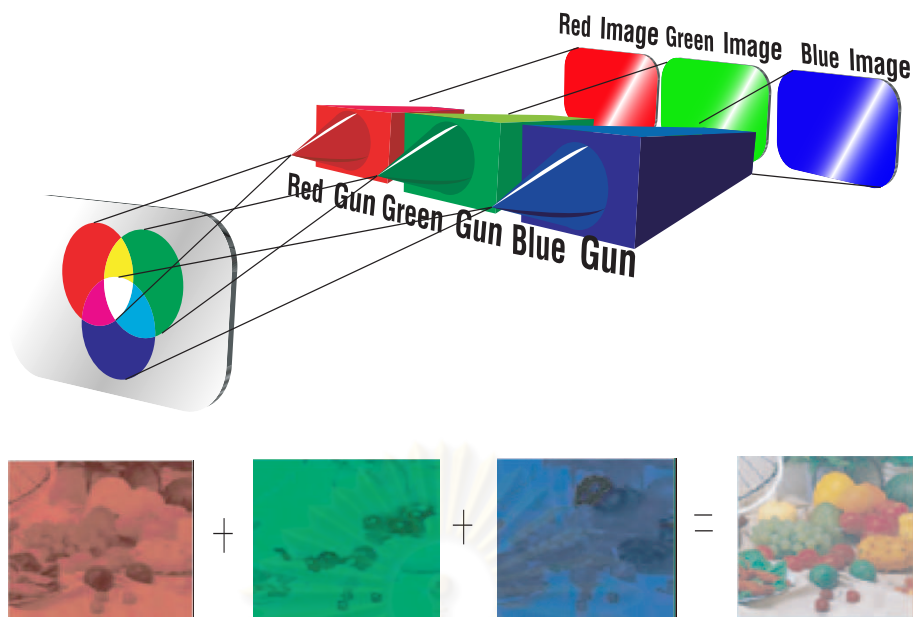 Red Image
Green Image
Blue Image
Red Gun
Green Gun
Blue Gun
+
+
=